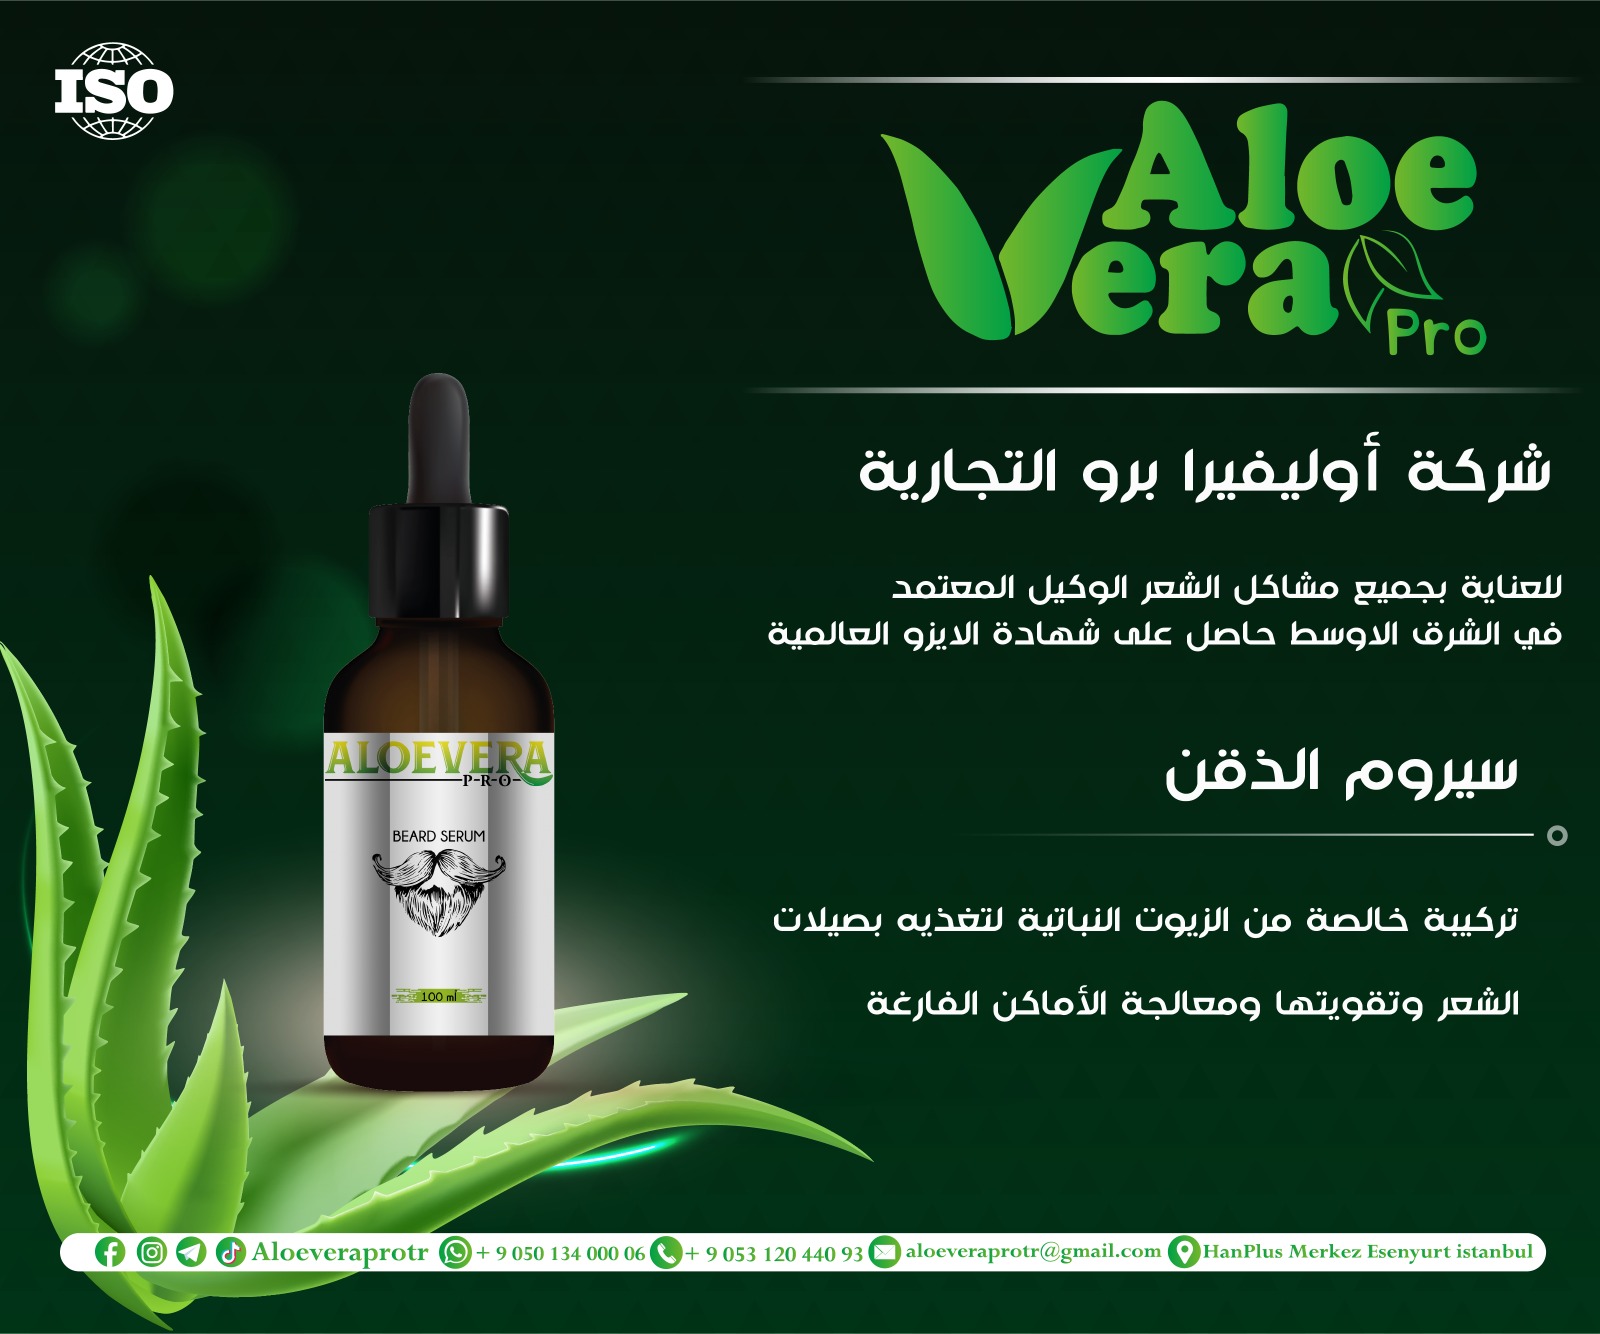 ISO
Aloe
Vera
Pro
شركة أوليفيرا برو التجارية
للعناية بجميع مشاكل الشعر الوكيل المعتمد
في الشرق الاوسط حاصل على شهادة الايزو العالمية
ALOEVERA
P-R-O
BEARD SERUM
100 ml
سيروم الذقن
تركيبة خالصة من الزيوت النباتية لتغذيه بصيلات
الشعر وتقويتها ومعالجة الأماكن الفارغة
Aloeveraprotr + 9 050 134 000 06 + 9 053 120 440 93 aloeveraprotr@gmail.com HanPlus Merkez Esenyurt istanbul